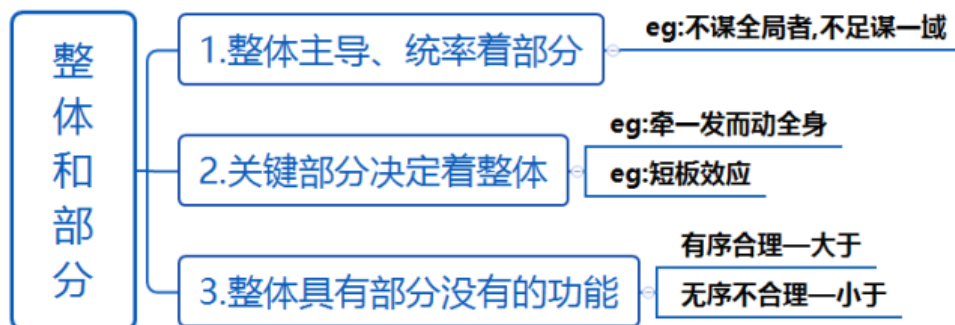 整体和部分
1.整体主导、统率着部分
eg:不谋全局者,不足谋一域
2.关键部分决定着整体
eg:牵一发而动全身
eg:短板效应
3.整体具有部分没有的功能
有序合理—大于
无序不合理—小于